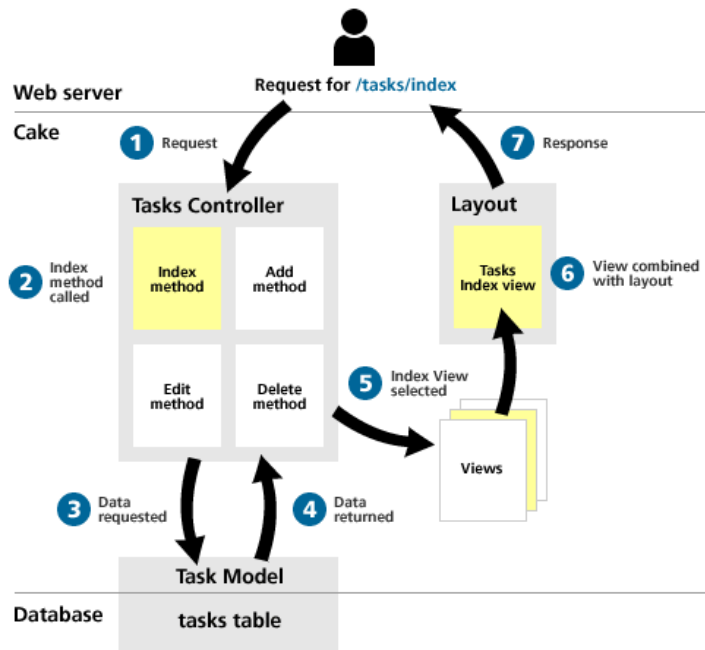 Request for /tasks/index
Web server
Cake
1 Request
7 Response
Tasks Controller
Layout
2 Index
method
called
Index
method
Add
method
Tasks
Index view
6 View combined
with layout
Edit
method
Delete
method
5 Index View
selected
Views
3 Data
requested
4 Data
returned
Task Model
Database
tasks table